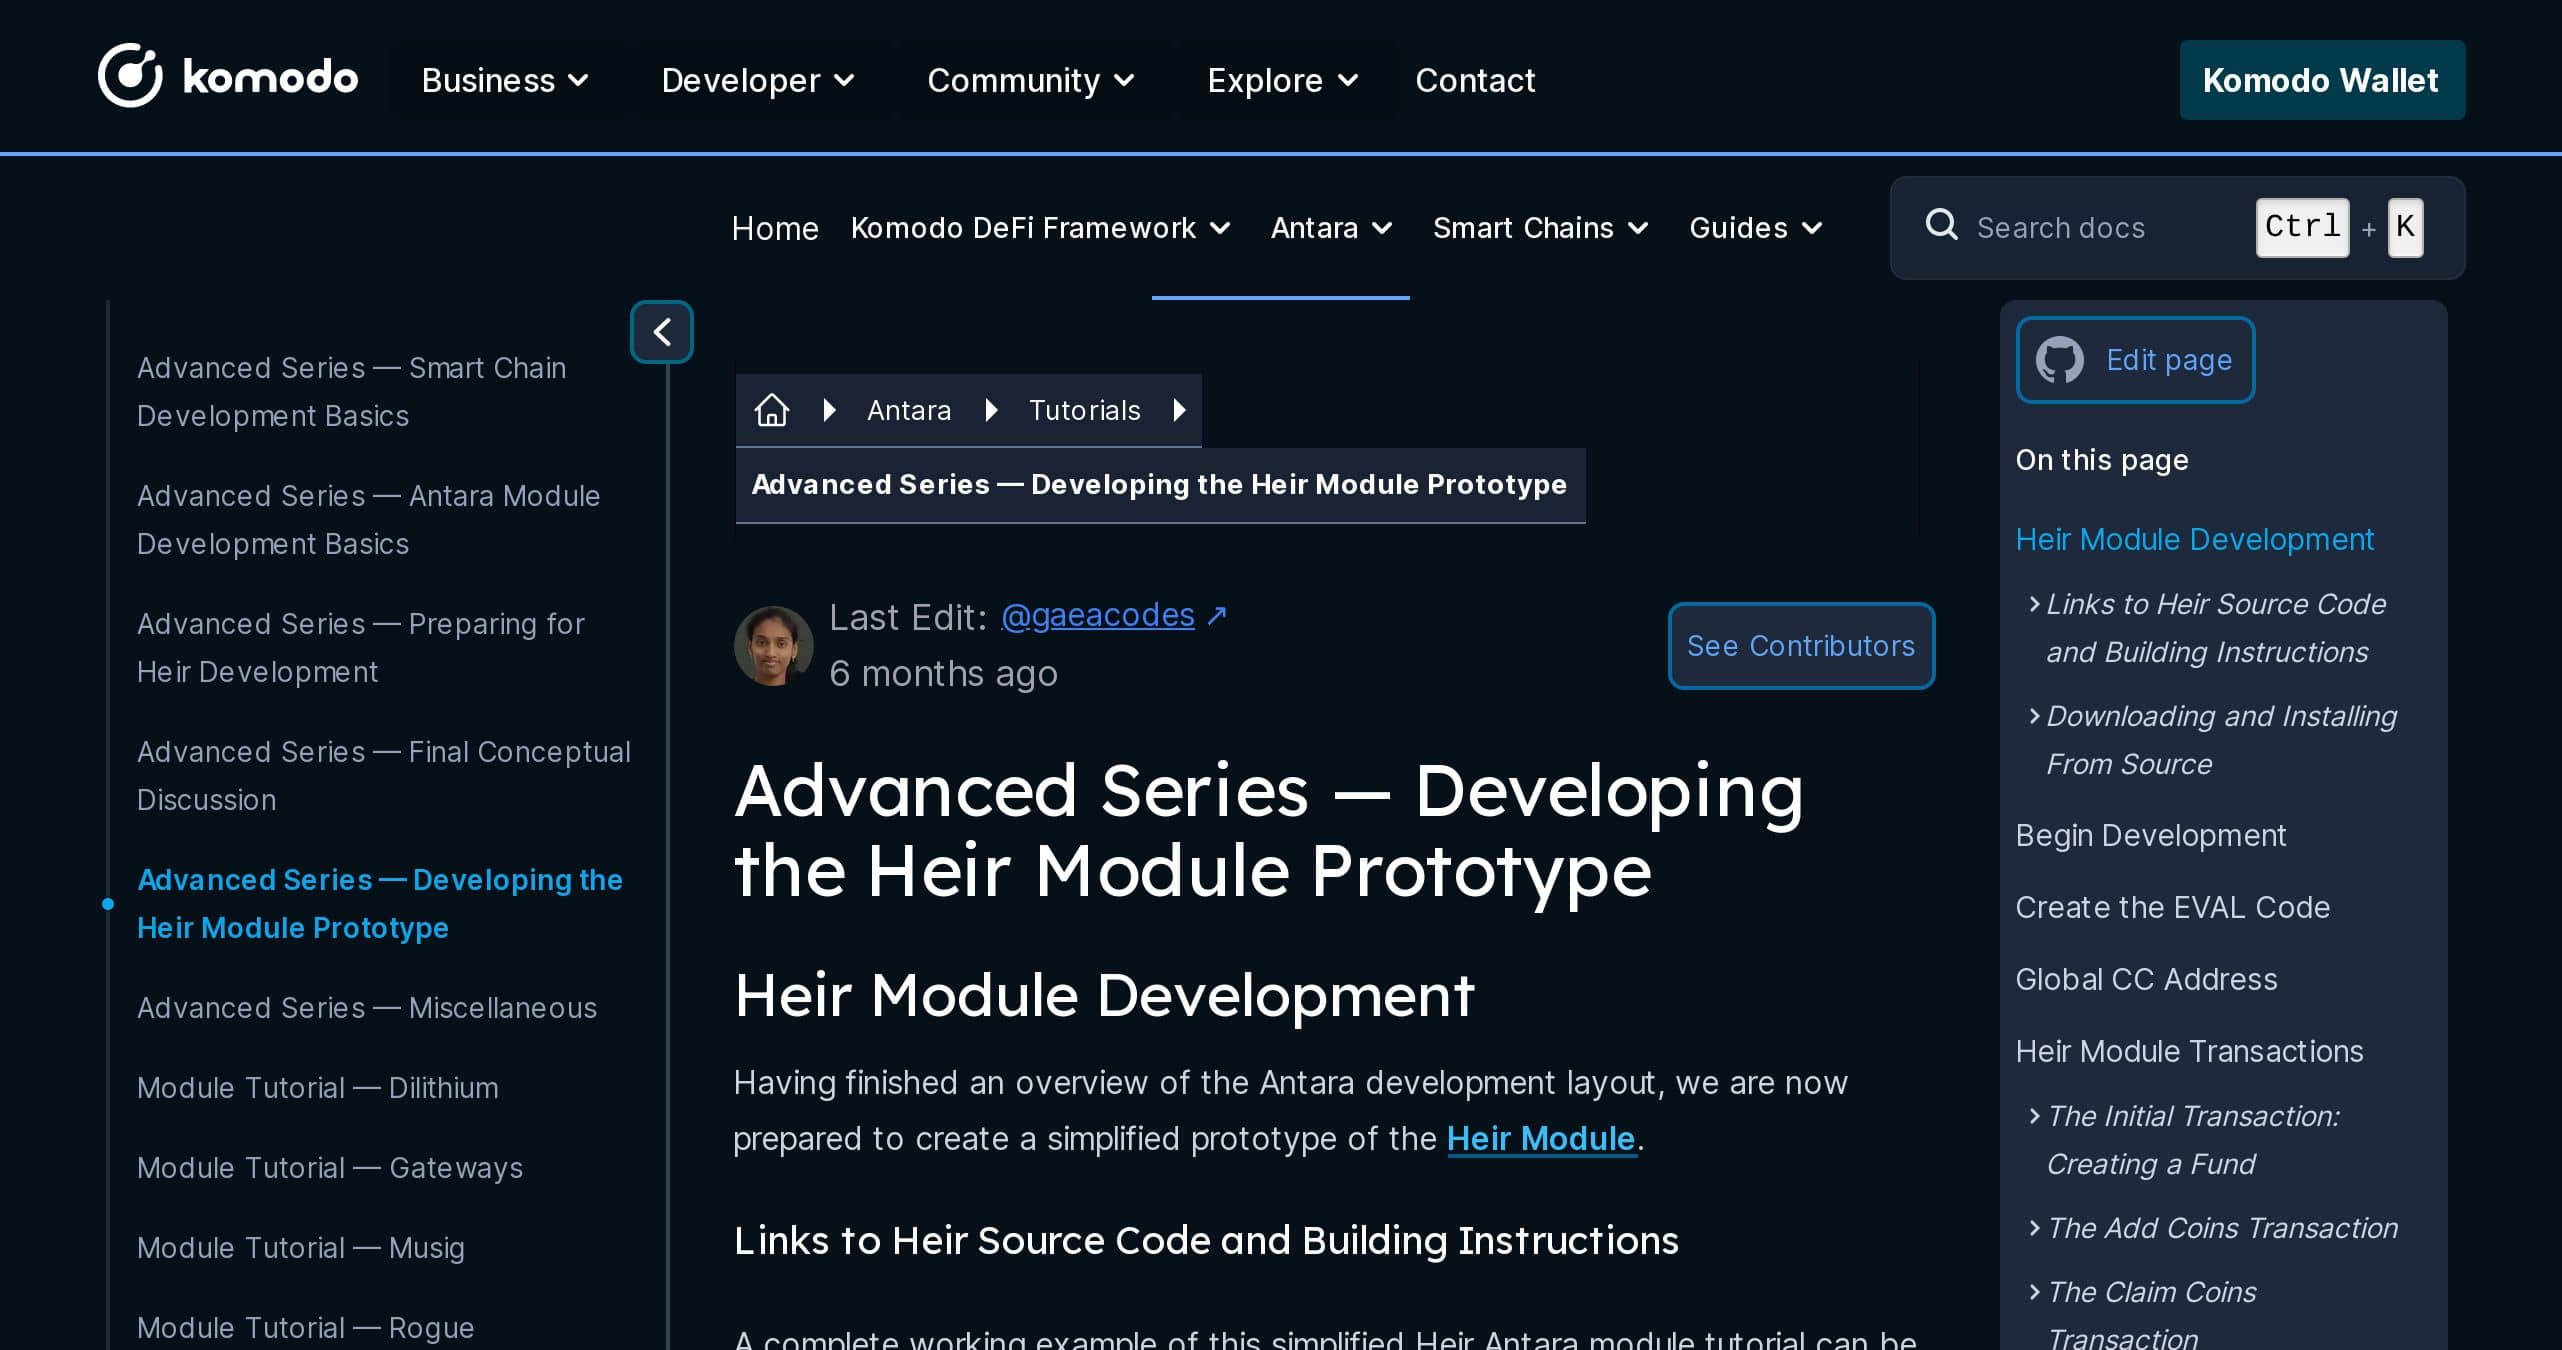 komodo
Business
Developer
Community
Explore
Contact
Komodo Wallet
Home
Komodo DeFi Framework
Antara
Smart Chains
Guides
Search docs
Ctrl + K
Advanced Series — Smart Chain
Development Basics
Advanced Series — Antara Module
Development Basics
Advanced Series — Preparing for
Heir Development
Advanced Series — Final Conceptual
Discussion
Advanced Series — Developing the
Heir Module Prototype
Advanced Series — Miscellaneous
Module Tutorial — Dilithium
Module Tutorial — Gateways
Module Tutorial — Musig
Module Tutorial — Rogue
Antara
Tutorials
Advanced Series — Developing the Heir Module Prototype
Last Edit: @gaeacodes ↗
6 months ago
See Contributors
Advanced Series — Developing
the Heir Module Prototype
Heir Module Development
Having finished an overview of the Antara development layout, we are now
prepared to create a simplified prototype of the Heir Module.
Links to Heir Source Code and Building Instructions
A complete working example of this simplified Heir Antara module tutorial can be
Edit page
On this page
Heir Module Development
Links to Heir Source Code
and Building Instructions
Downloading and Installing
From Source
Begin Development
Create the EVAL Code
Global CC Address
Heir Module Transactions
The Initial Transaction:
Creating a Fund
The Add Coins Transaction
The Claim Coins
Transaction